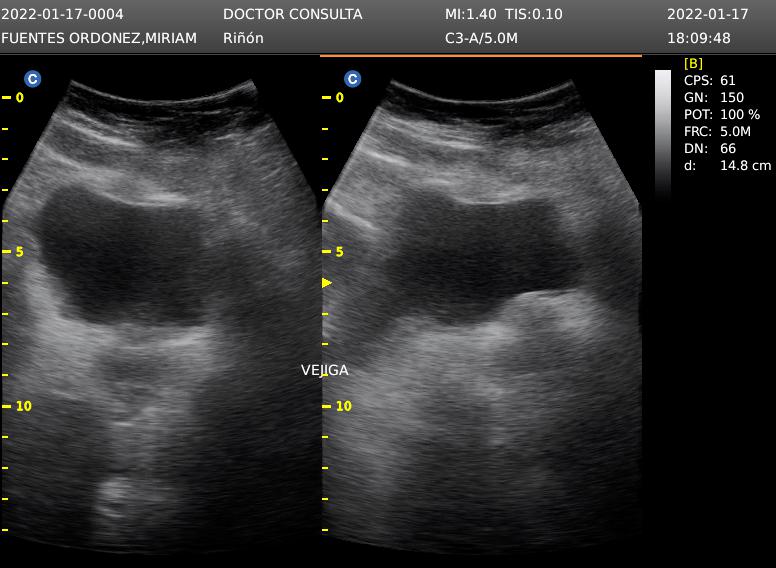 2022-01-17-0004 DOCTOR CONSULTA MI:1.40 TIS:0.10 2022-01-17
FUENTES ORDONEZ,MIRIAM Riñón C3-A/5.0M 18:09:48
C
C
[B]
CPS: 61
GN: 150
POT: 100 %
FRC: 5.0M
DN: 66
d: 14.8 cm
0
0
5
5
VEJIGA
10
10